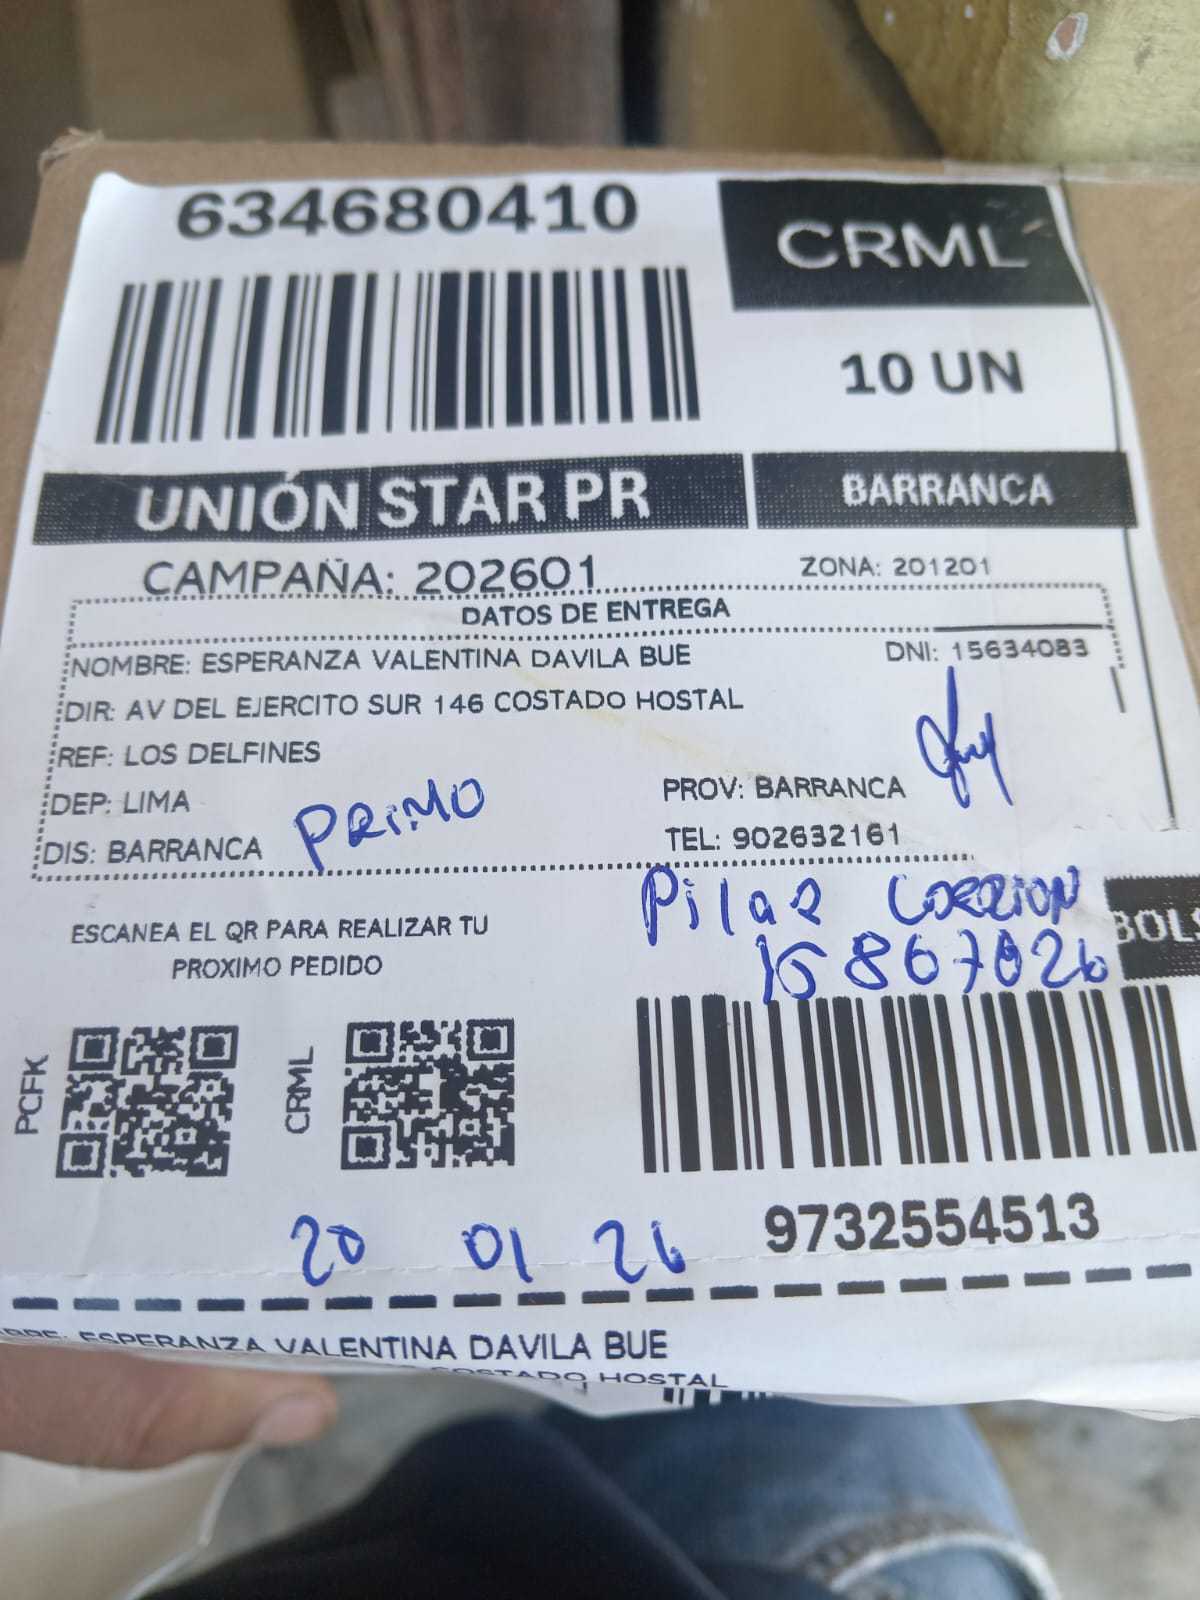 634680410
CRML
10 UN
UNIÓN STAR PR
BARRANCA
CAMPAÑA: 202601
ZONA: 201201
DATOS DE ENTREGA
NOMBRE: ESPERANZA VALENTINA DAVILA BUE
DNI: 15634083
DIR: AV DEL EJERCITO SUR 146 COSTADO HOSTAL
REF: LOS DELFINES
DEP: LIMA
PROV: BARRANCA
DIS: BARRANCA
PRIMO
TEL: 902632161
Pilar
15867026
ESCANEA EL QR PARA REALIZAR TU
PROXIMO PEDIDO
BOLS
PCFK
CRML
9732554513
20 01 26
ESPERANZA VALENTINA DAVILA BUE
COSTADO HOSTAL